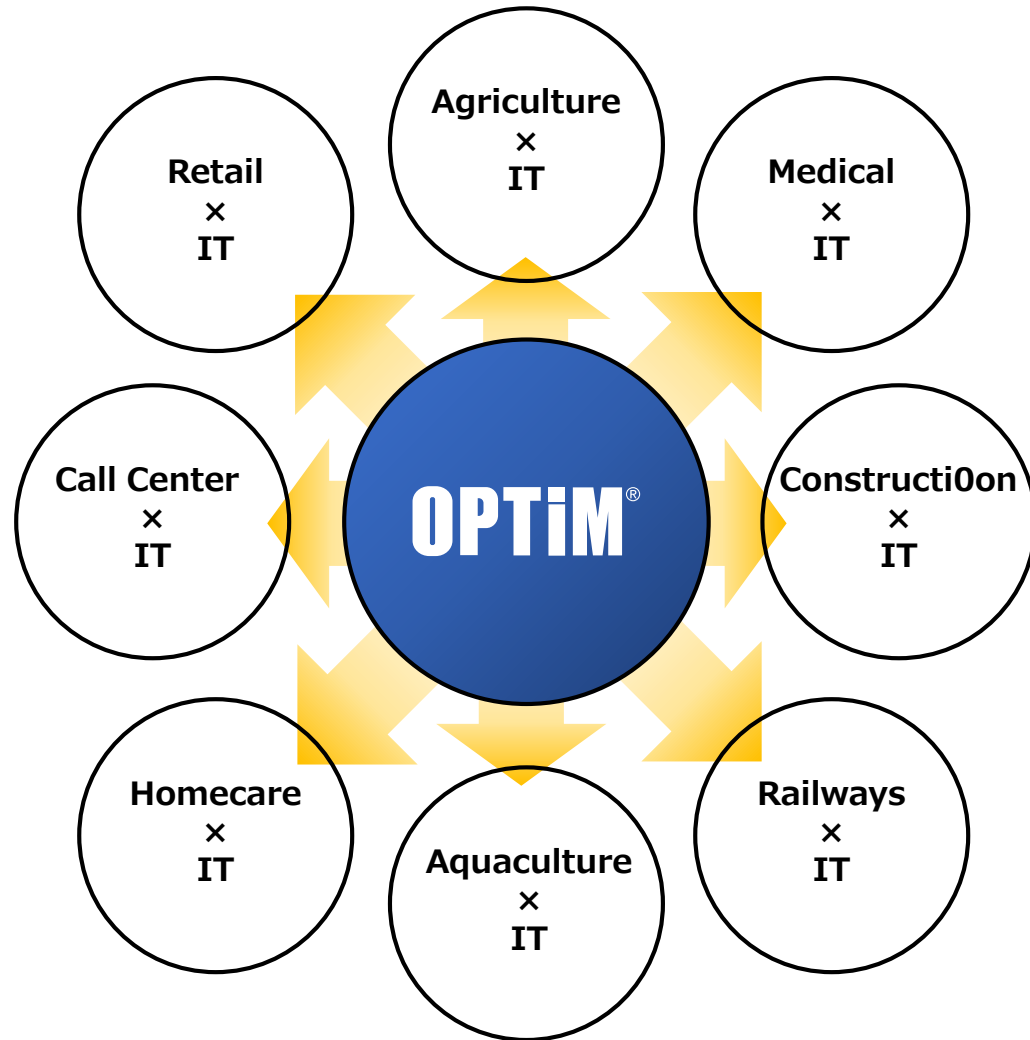 Agriculture
×
IT
Retail
×
IT
Medical
×
IT
Call Center
×
IT
OPTiM®
Constructi0on
×
IT
Homecare
×
IT
Railways
×
IT
Aquaculture
×
IT